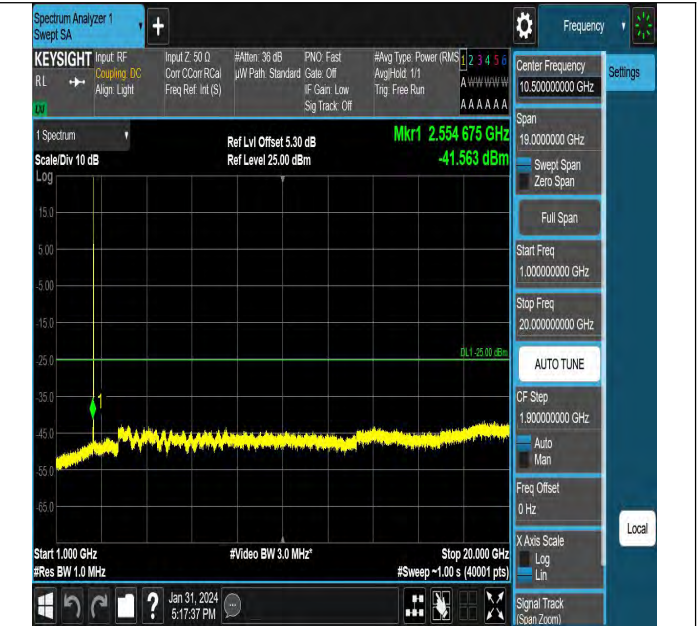 Spectrum Analyzer 1
Swept SA
+
Frequency
KEYSIGHT
RL
Input: RF
Coupling: DC
Align: Light
Input Z: 50 Ω
Corr CCorr RCal
Freq Ref: Int (S)
#Atten: 36 dB
µW Path: Standard
PNO: Fast
Gate: Off
IF Gain: Low
Sig Track: Off
#Avg Type: Power (RMS
Avg|Hold: 1/1
Trig: Free Run
1 2 3 4 5 6
A W W W W W
A A A A A A
1 Spectrum
Scale/Div 10 dB
Log
Ref Lvl Offset 5.30 dB
Ref Level 25.00 dBm
Mkr1 2.554 675 GHz
-41.563 dBm
15.0
5.00
-5.00
-15.0
-25.0
-35.0
-45.0
-55.0
-65.0
DL1 -25.00 dBm
1
Start 1.000 GHz
#Res BW 1.0 MHz
#Video BW 3.0 MHz*
Stop 20.000 GHz
#Sweep ~1.00 s (40001 pts)
?
Jan 31, 2024
5:17:37 PM
Center Frequency
10.500000000 GHz
Settings
Span
19.0000000 GHz
Swept Span
Zero Span
Full Span
Start Freq
1.000000000 GHz
Stop Freq
20.000000000 GHz
AUTO TUNE
CF Step
1.900000000 GHz
Auto
Man
Freq Offset
0 Hz
X Axis Scale
Log
Lin
Local
Signal Track
(Span Zoom)